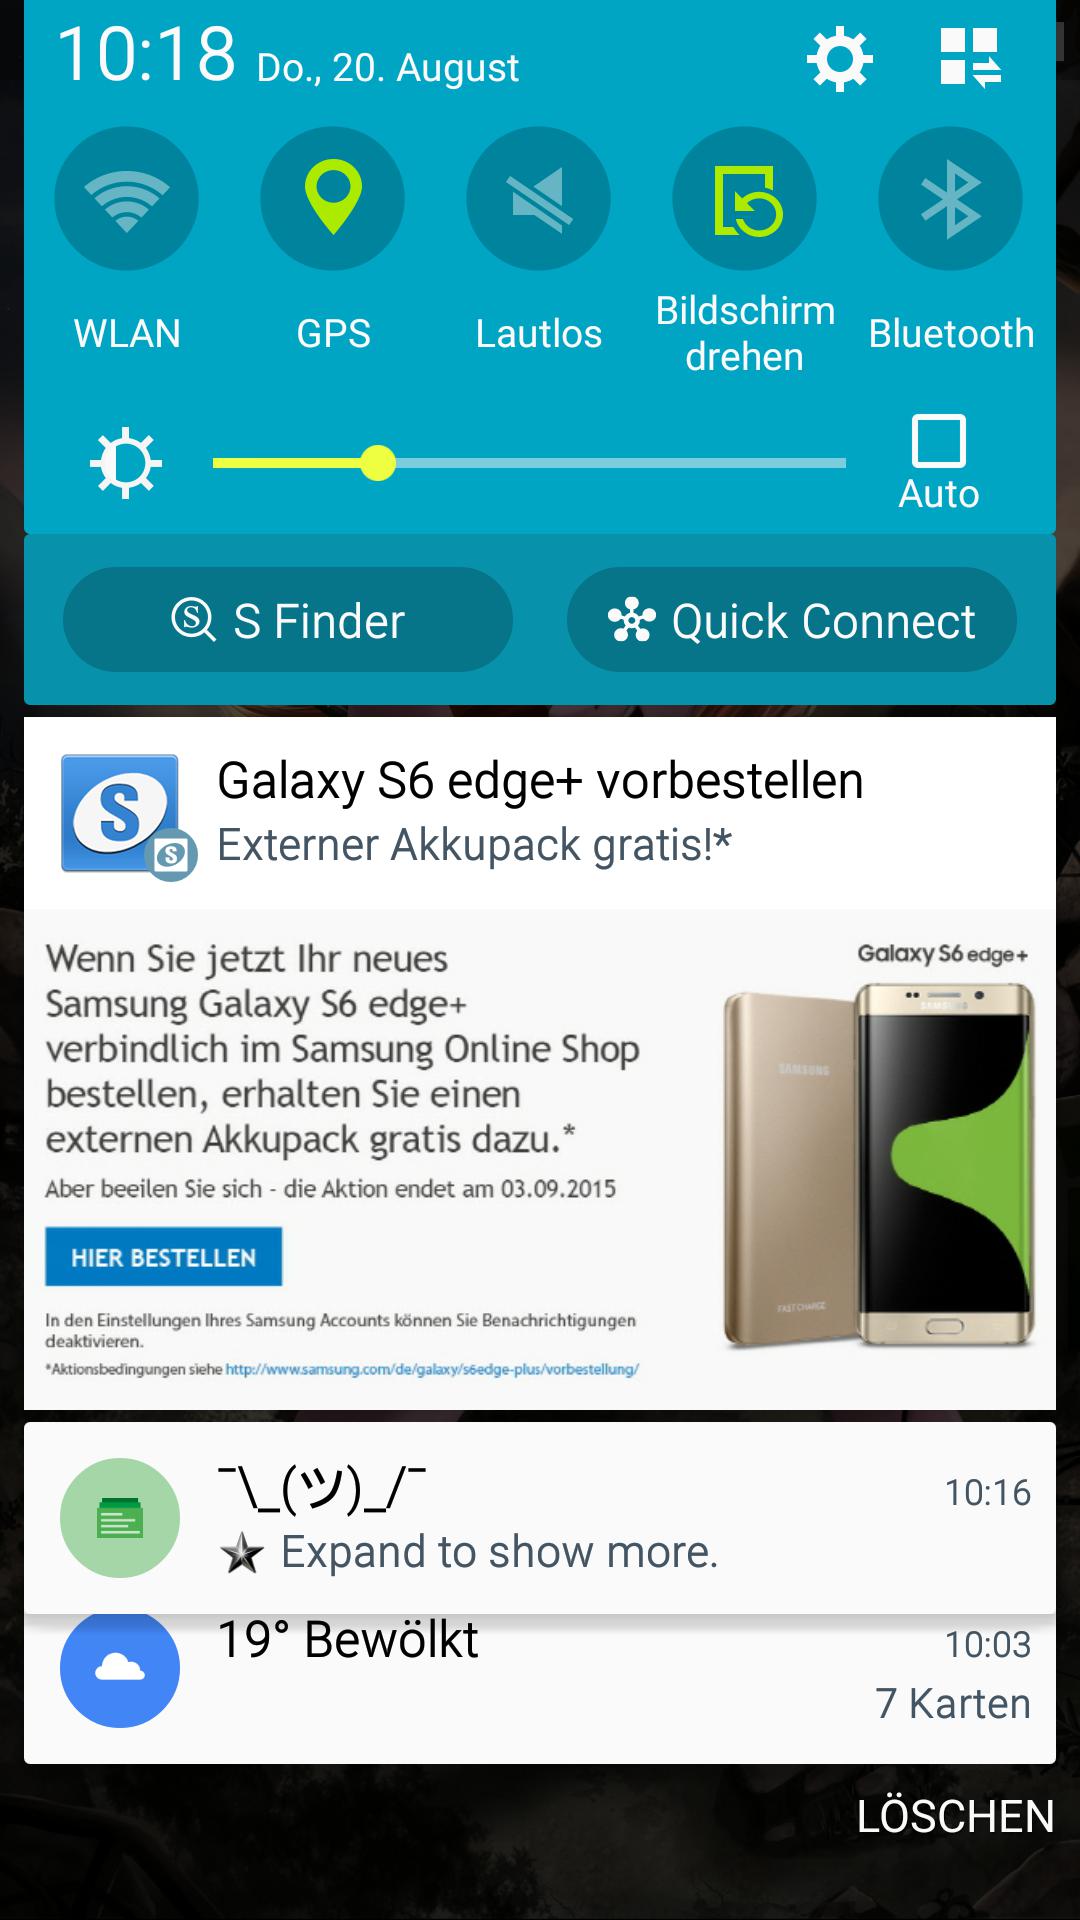 10:18 Do., 20. August
WLAN
GPS
Lautlos
Bildschirm
drehen
Bluetooth
Auto
S Finder
Quick Connect
Galaxy S6 edge+ vorbestellen
Externer Akkupack gratis!*
Wenn Sie jetzt Ihr neues
Samsung Galaxy S6 edge+
verbindlich im Samsung Online Shop
bestellen, erhalten Sie einen
externen Akkupack gratis dazu.*
Aber beeilen Sie sich - die Aktion endet am 03.09.2015
HIER BESTELLEN
In den Einstellungen Ihres Samsung Accounts können Sie Benachrichtigungen
deaktivieren.
*Aktionsbedingungen siehe http://www.samsung.com/de/galaxy/s6edge-plus/vorbestellung/
Galaxy S6 edge+
SAMSUNG
SAMSUNG
FAST CHARGE
¯\_(ツ)_/¯ 10:16
Expand to show more.
19° Bewölkt 10:03
7 Karten
LÖSCHEN